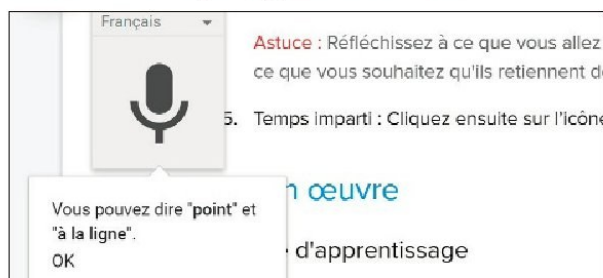 Français
Astuce : Réfléchissez à ce que vous allez
ce que vous souhaitez qu'ils retiennent
5. Temps imparti : Cliquez ensuite sur l'icône
œuvre
d'apprentissage
Vous pouvez dire "point" et
"à la ligne".
OK